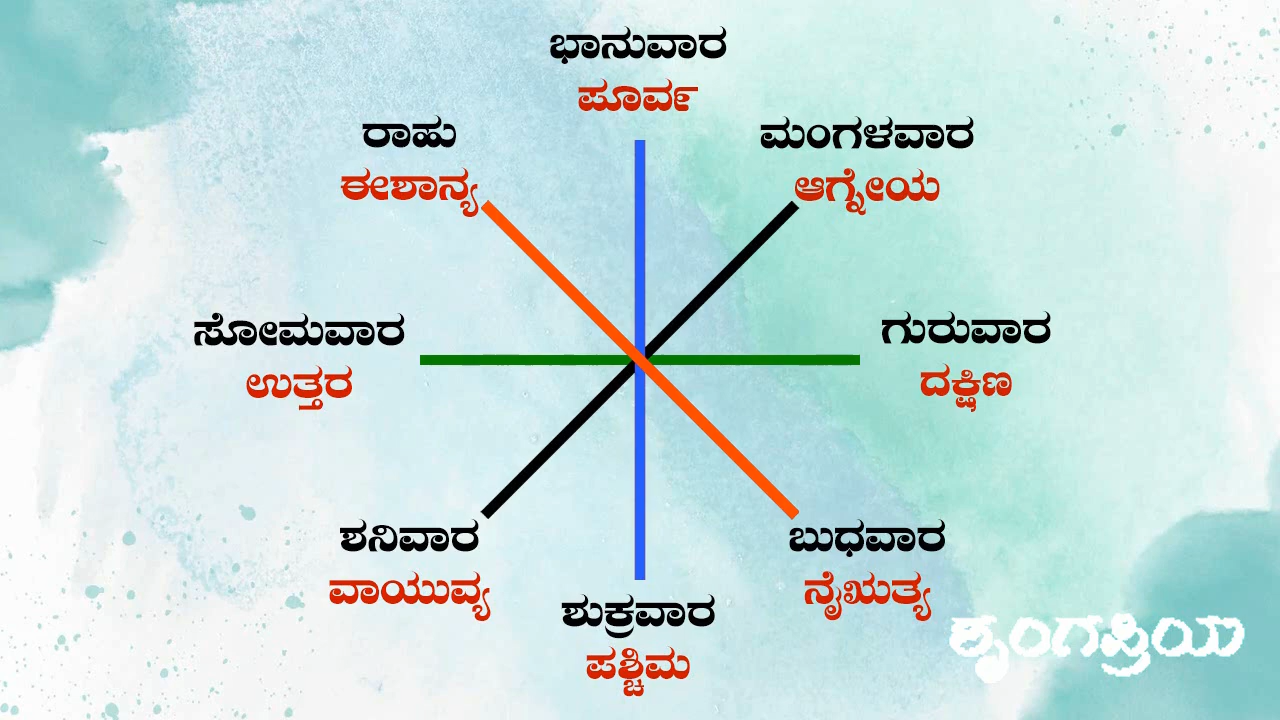 ಭಾನುವಾರ
ಪೂರ್ವ
ರಾಹು
ಈಶಾನ್ಯ
ಮಂಗಳವಾರ
ಆಗ್ನೇಯ
ಸೋಮವಾರ
ಉತ್ತರ
ಗುರುವಾರ
ದಕ್ಷಿಣ
ಶನಿವಾರ
ವಾಯುವ್ಯ
ಬುಧವಾರ
ನೈಋತ್ಯ
ಶುಕ್ರವಾರ
ಪಶ್ಚಿಮ
ಶೃಂಗಪ್ರಿಯ